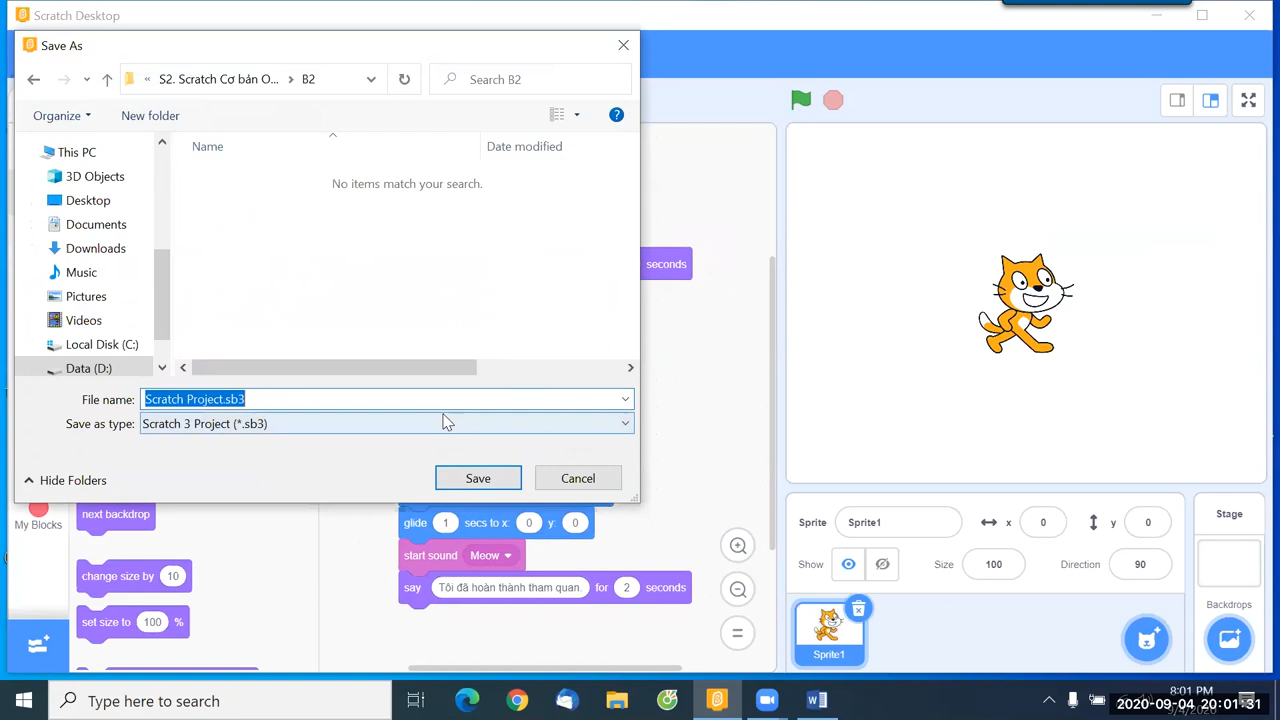 Scratch Desktop
Save As
« S2. Scratch Cơ bản O... > B2
Search B2
Organize
New folder
Name
Date modified
No items match your search.
This PC
3D Objects
Desktop
Documents
Downloads
Music
Pictures
Videos
Local Disk (C:)
Data (D:)
File name: Scratch Project.sb3
Save as type: Scratch 3 Project (*.sb3)
Hide Folders
Save
Cancel
seconds
My Blocks
next backdrop
change size by 10
set size to 100 %
glide 1 secs to x: 0 y: 0
start sound Meow
say Tôi đã hoàn thành tham quan. for 2 seconds
Sprite Sprite1
x 0
y 0
Show
Size 100
Direction 90
Sprite1
Stage
Backdrops
Type here to search
8:01 PM
2020-09-04 20:01:31